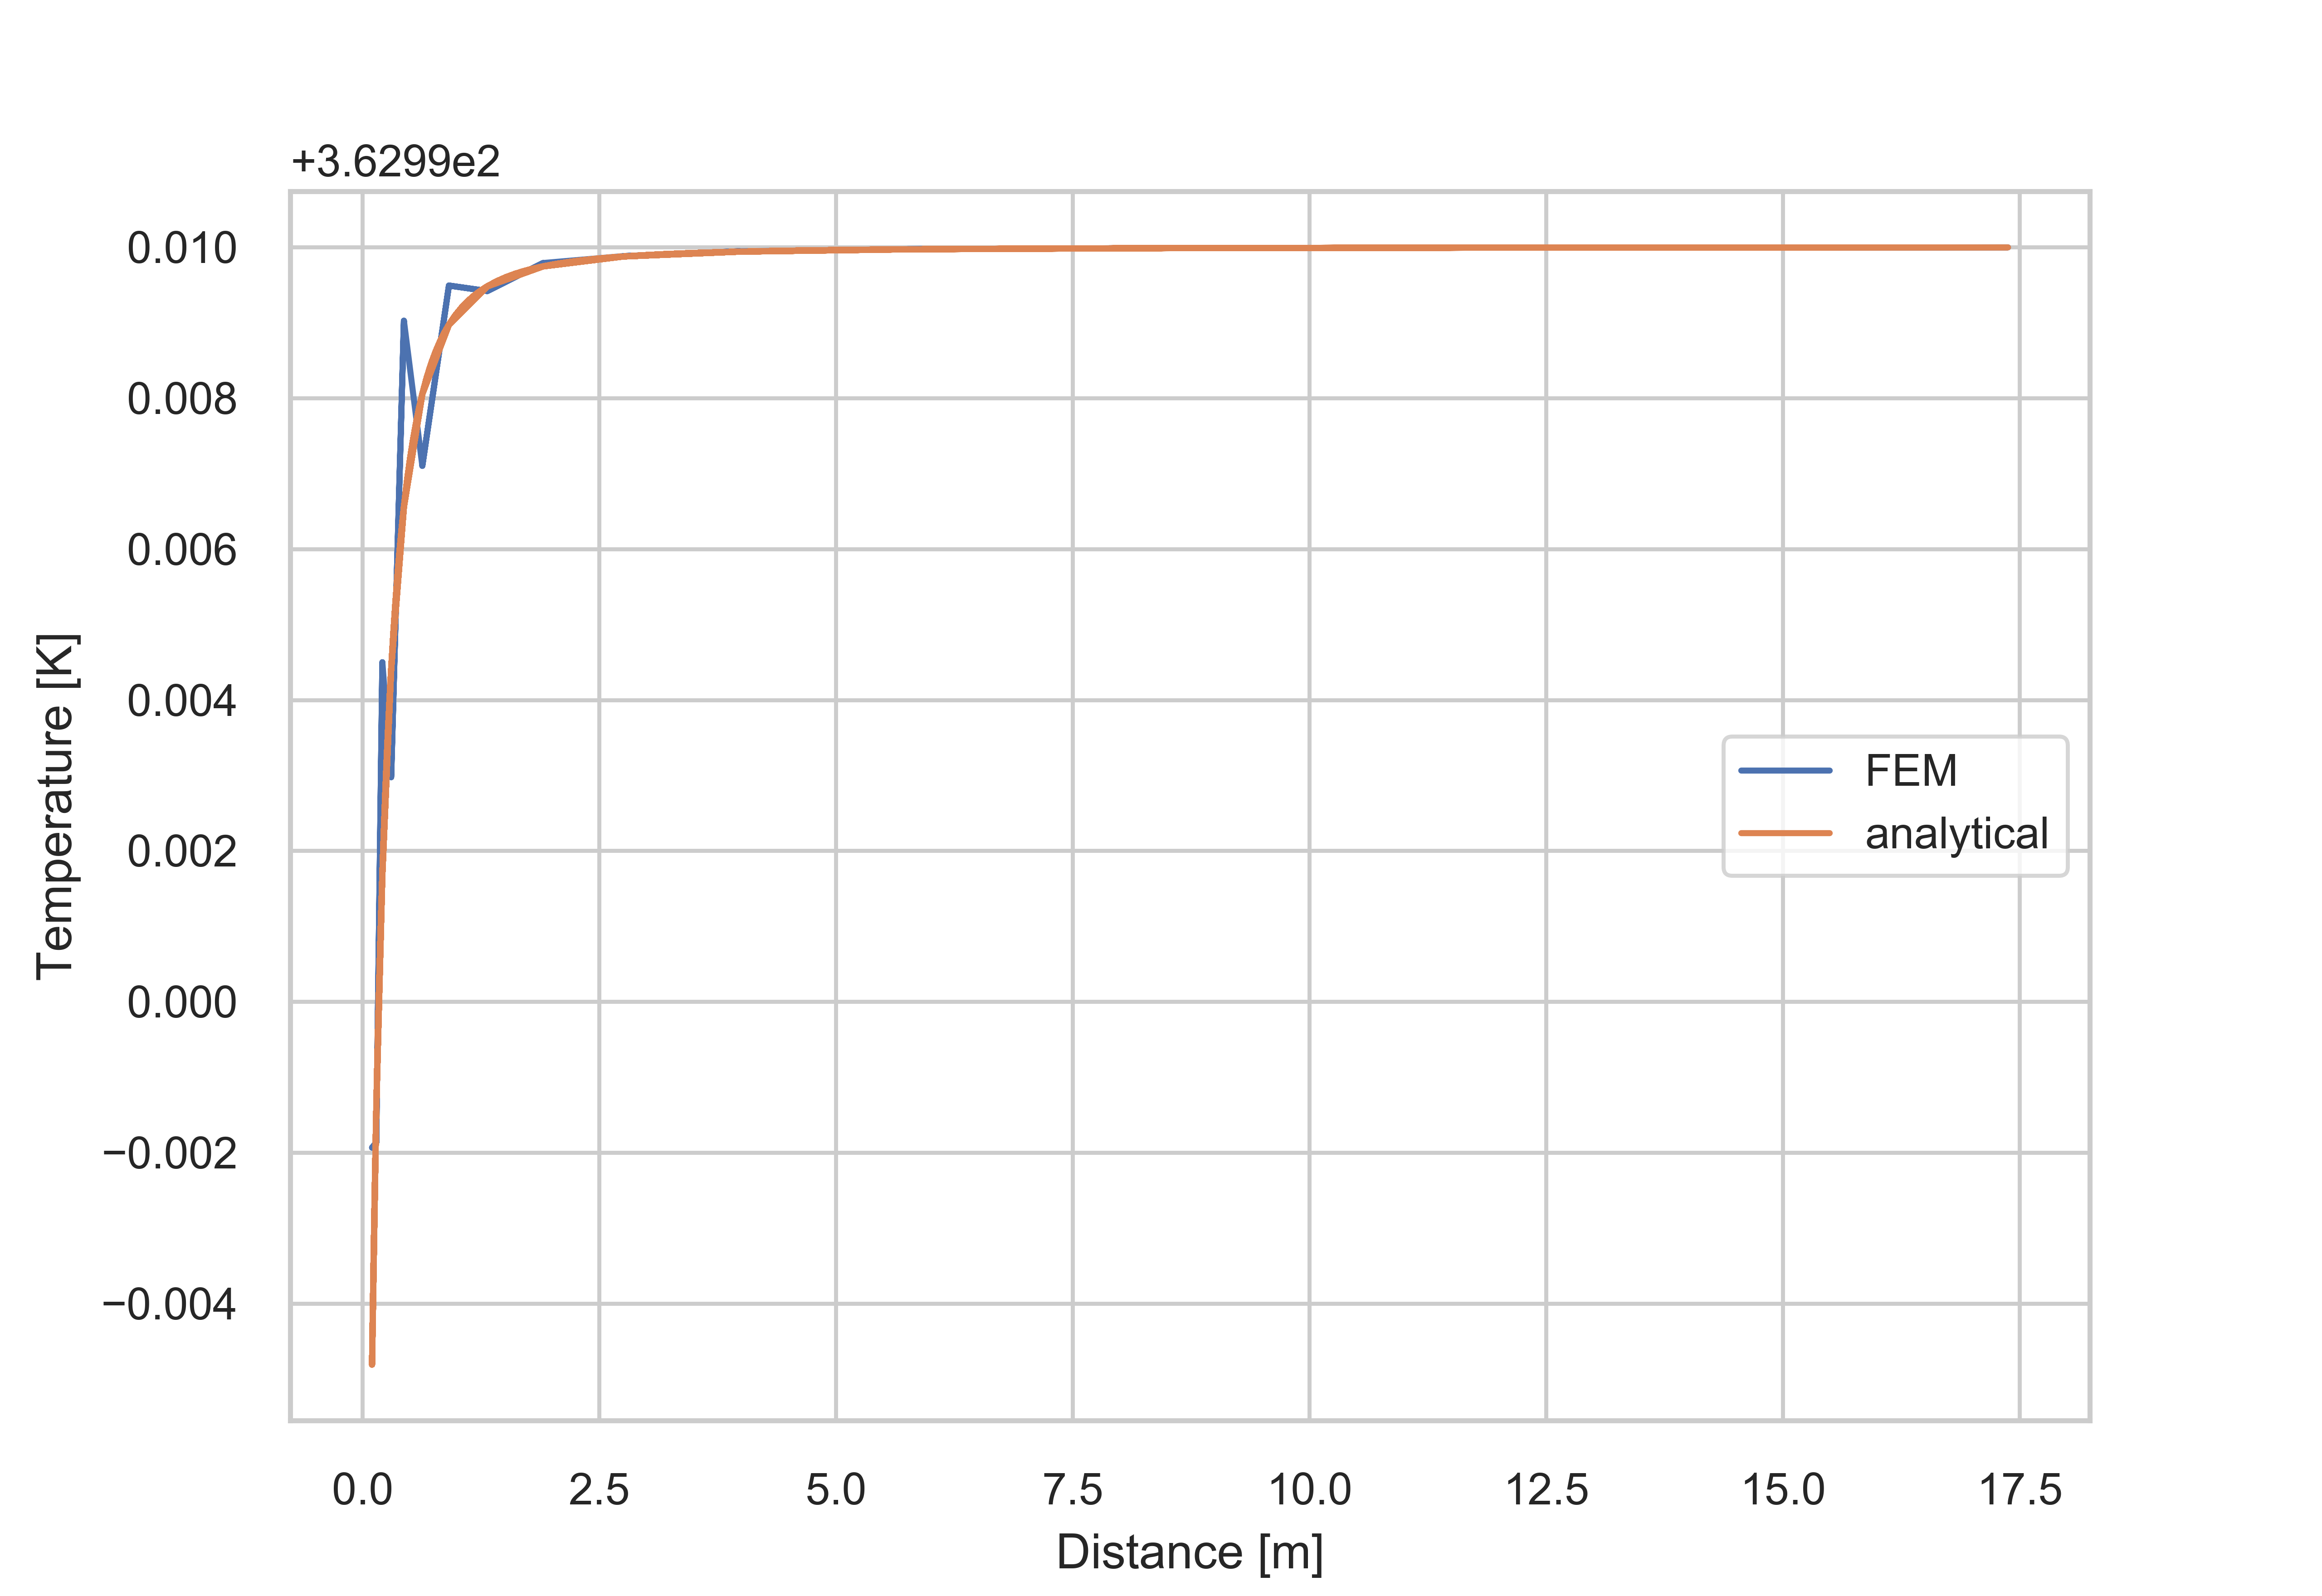 +3.6299e2
0.010
0.008
0.006
0.004
0.002
0.000
−0.002
−0.004
Temperature [K]
FEM
analytical
0.0 2.5 5.0 7.5 10.0 12.5 15.0 17.5
Distance [m]